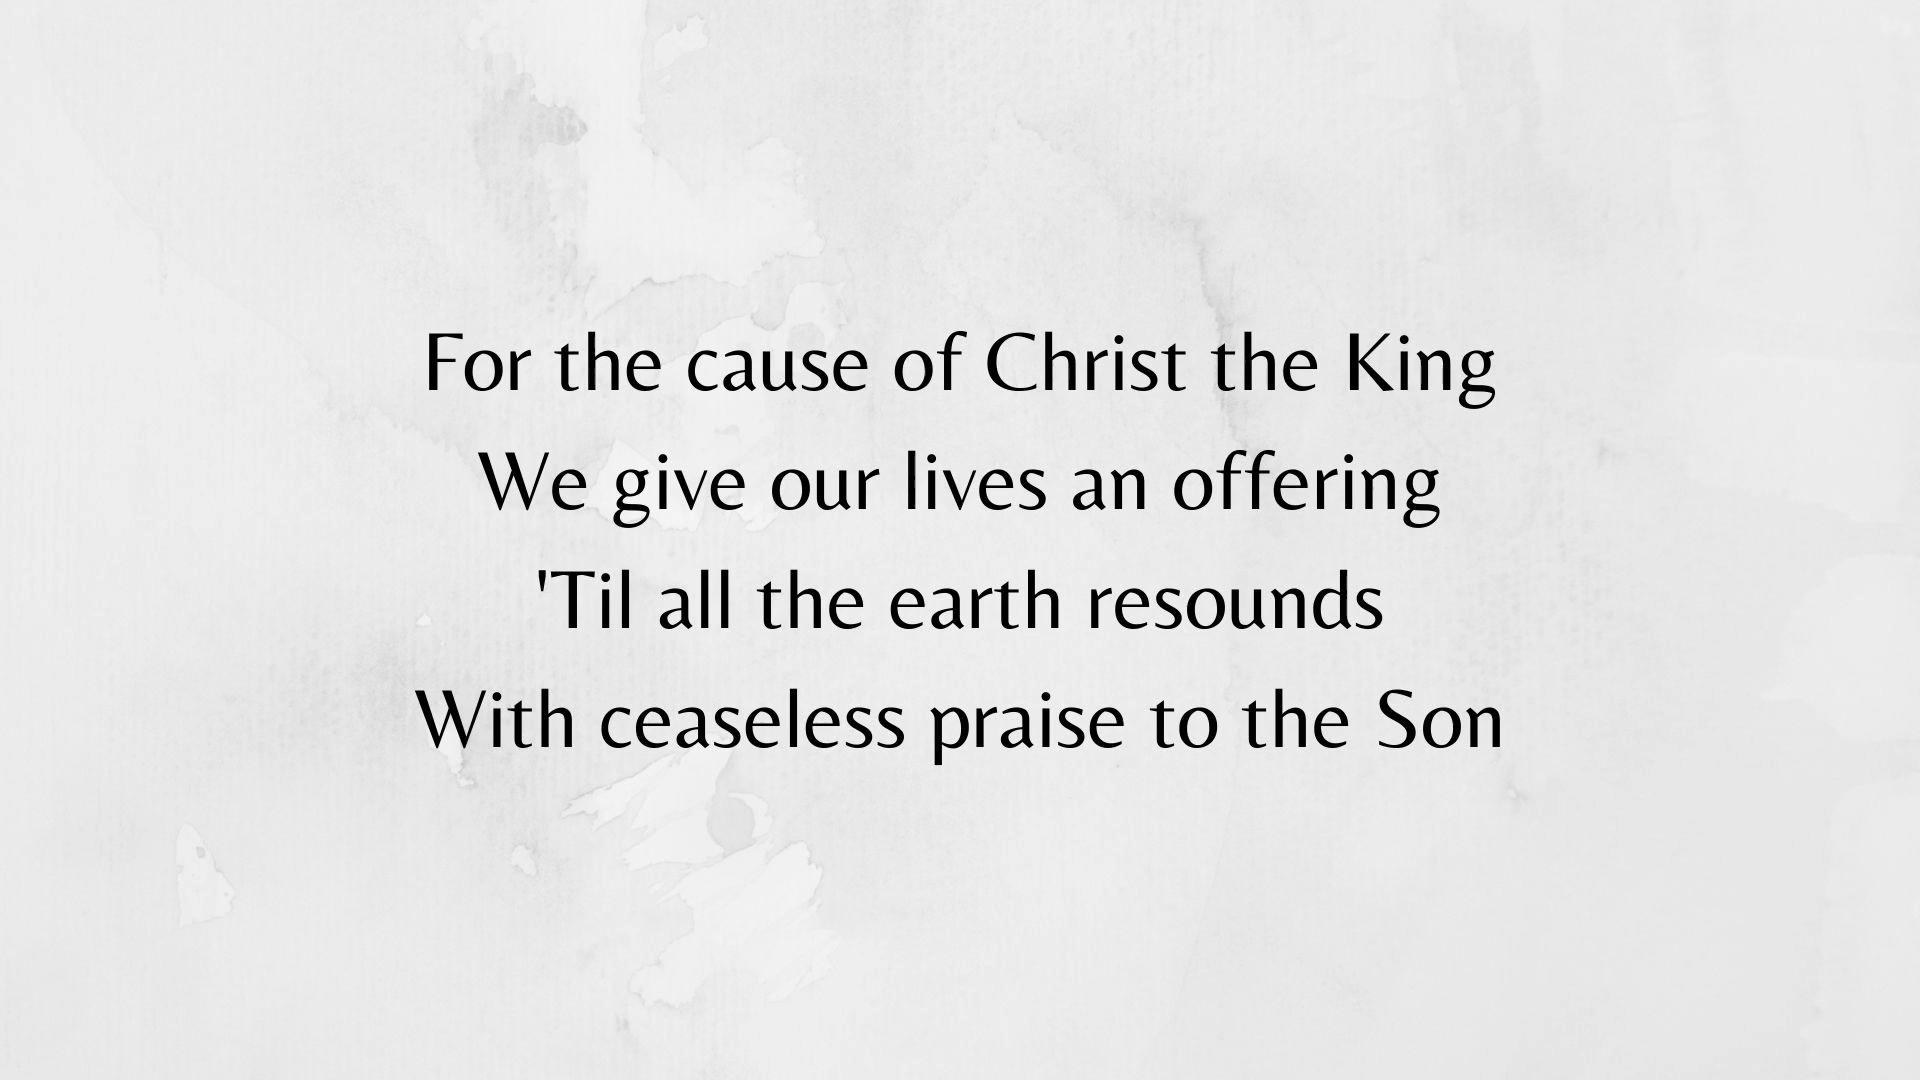 For the cause of Christ the King
We give our lives an offering
'Til all the earth resounds
With ceaseless praise to the Son